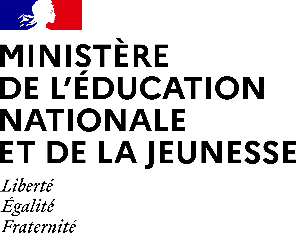 MINISTÈRE
DE L'ÉDUCATION
NATIONALE
ET DE LA JEUNESSE
Liberté
Égalité
Fraternité